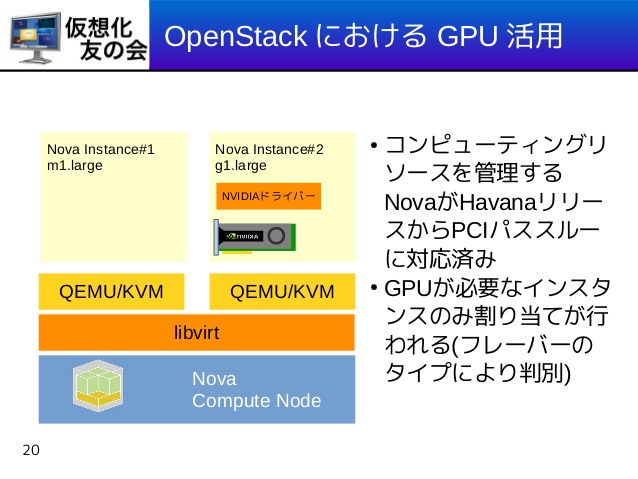 仮想化
友の会
OpenStack における GPU 活用
Nova Instance#1
m1.large
Nova Instance#2
g1.large
NVIDIAドライバー
NVIDIA
QEMU/KVM
QEMU/KVM
libvirt
Nova
Compute Node
• コンピューティングリ
ソースを管理する
NovaがHavanaリリー
スからPCIパススルー
に対応済み
• GPUが必要なインスタ
ンスのみ割り当てが行
われる(フレーバーの
タイプにより判別)
20